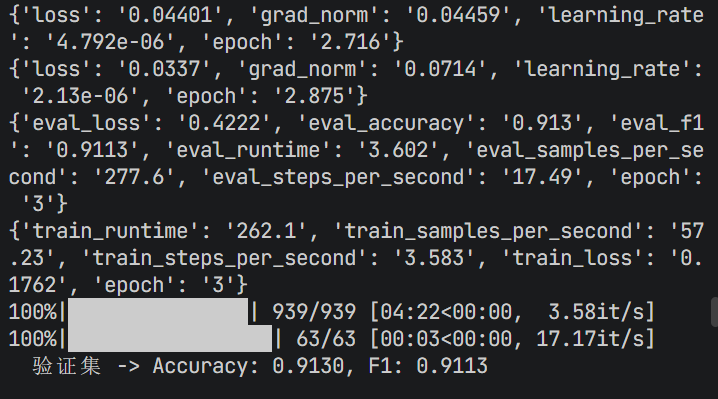 {'loss': '0.04401', 'grad_norm': '0.04459', 'learning_rate
': '4.792e-06', 'epoch': '2.716'}
{'loss': '0.0337', 'grad_norm': '0.0714', 'learning_rate':
 '2.13e-06', 'epoch': '2.875'}
{'eval_loss': '0.4222', 'eval_accuracy': '0.913', 'eval_f1
': '0.9113', 'eval_runtime': '3.602', 'eval_samples_per_se
cond': '277.6', 'eval_steps_per_second': '17.49', 'epoch':
 '3'}
{'train_runtime': '262.1', 'train_samples_per_second': '57
.23', 'train_steps_per_second': '3.583', 'train_loss': '0.
1762', 'epoch': '3'}
100%|          | 939/939 [04:22<00:00,  3.58it/s]
100%|          | 63/63 [00:03<00:00, 17.17it/s]
  验证集 -> Accuracy: 0.9130, F1: 0.9113